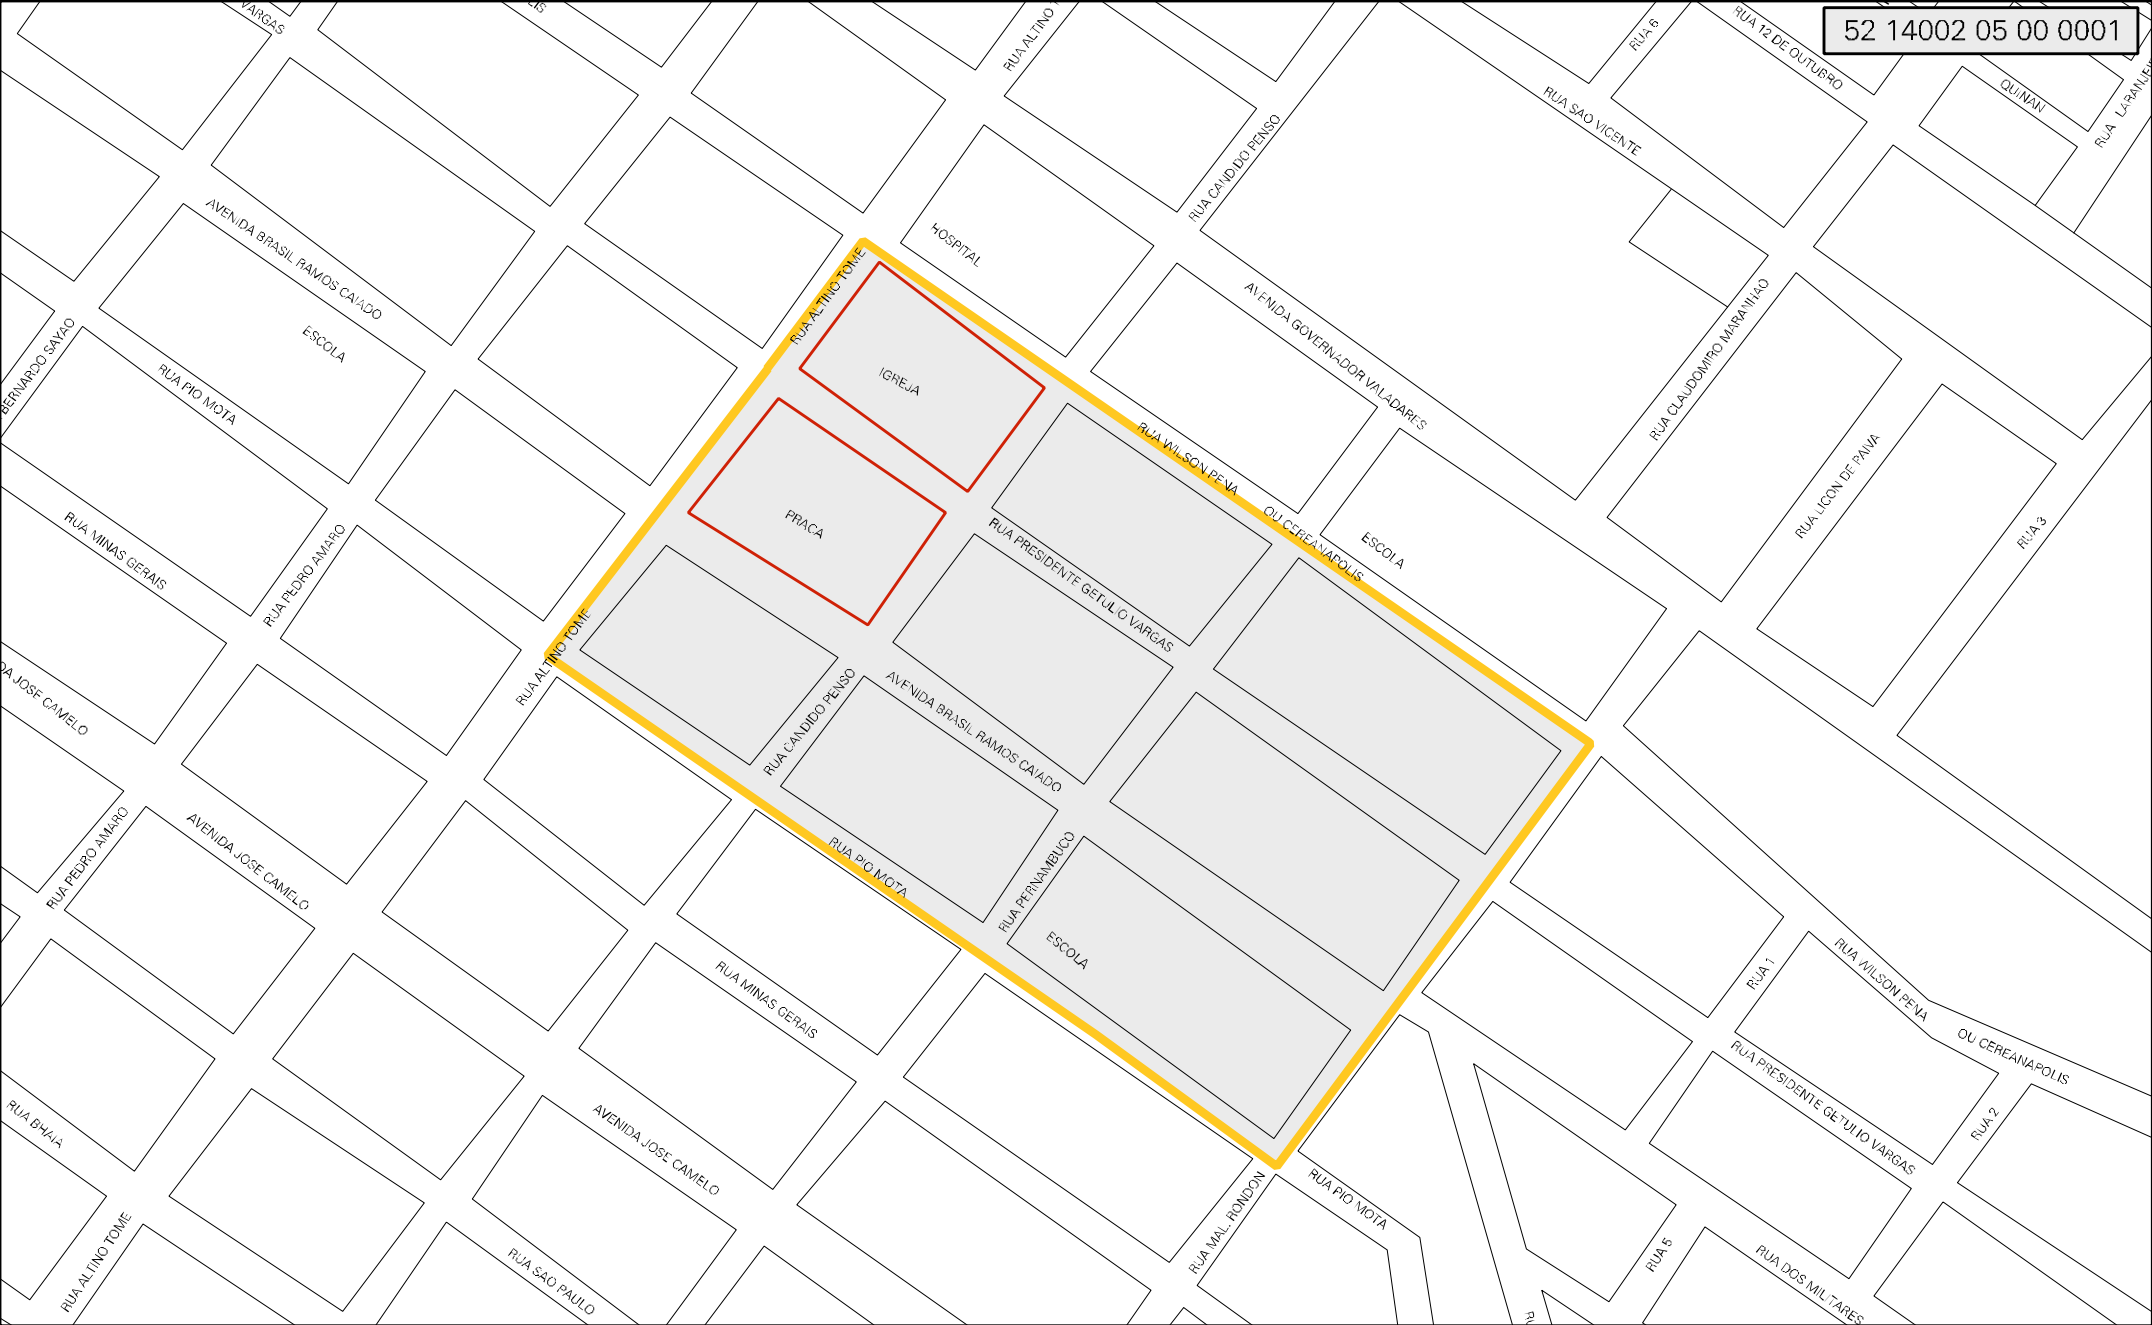 VARGAS
LIS
RUA ALTINO
RUA 6
RUA 12 DE OUTUBRO
52 14002 05 00 0001
QUINAN
RUA LARANJEI
RUA SAO VICENTE
RUA CANDIDO PENSO
HOSPITAL
AVENIDA BRASIL RAMOS CAIADO
ESCOLA
RUA ALTINO TOME
AVENIDA GOVERNADOR VALADARES
RUA CLAUDOMIRO MARANHAO
BERNARDO SAYAO
RUA PIO MOTA
IGREJA
RUA WILSON PENA
OU CEREANAPOLIS
ESCOLA
RUA LICON DE PAIVA
RUA 3
RUA MINAS GERAIS
RUA PEDRO AMARO
PRACA
RUA PRESIDENTE GETULIO VARGAS
DA JOSE CAMELO
RUA ALTINO TOME
RUA CANDIDO PENSO
AVENIDA BRASIL RAMOS CAIADO
RUA PEDRO AMARO
AVENIDA JOSE CAMELO
RUA PIO MOTA
RUA PERNAMBUCO
ESCOLA
RUA MINAS GERAIS
RUA 1
RUA WILSON PENA
OU CEREANAPOLIS
RUA PRESIDENTE GETULIO VARGAS
RUA 2
RUA BHAIA
AVENIDA JOSE CAMELO
RUA ALTINO TOME
RUA SAO PAULO
RUA MAL. RONDON
RUA PIO MOTA
RUA 5
RUA DOS MILITARES